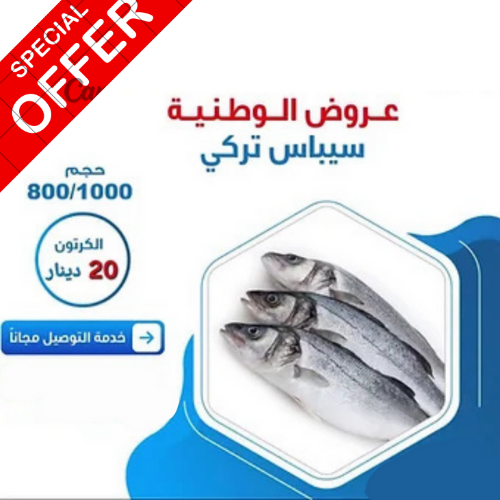 SPECIAL
OFFER
عروض الوطنية
سيباس تركي
حجم
800/1000
الكرتون
20 دينار
خدمة التوصيل مجاناً